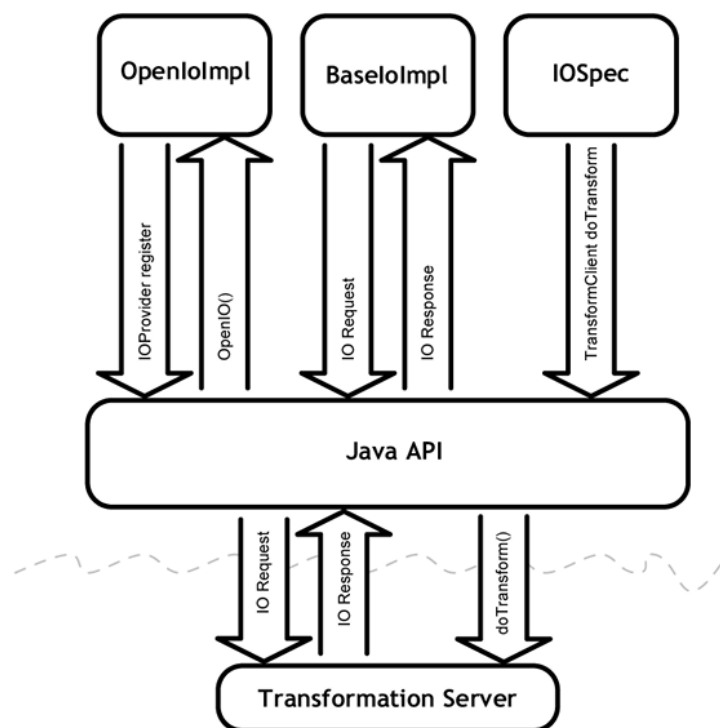 OpenIoImpl
BaseIoImpl
IOSpec
IOProvider register
OpenIO()
IO Request
IO Response
TransformClient doTransform
Java API
IO Request
IO Response
doTransform()
Transformation Server